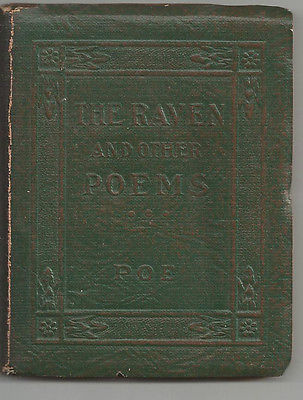 THE RAVEN
AND OTHER
POEMS
POE